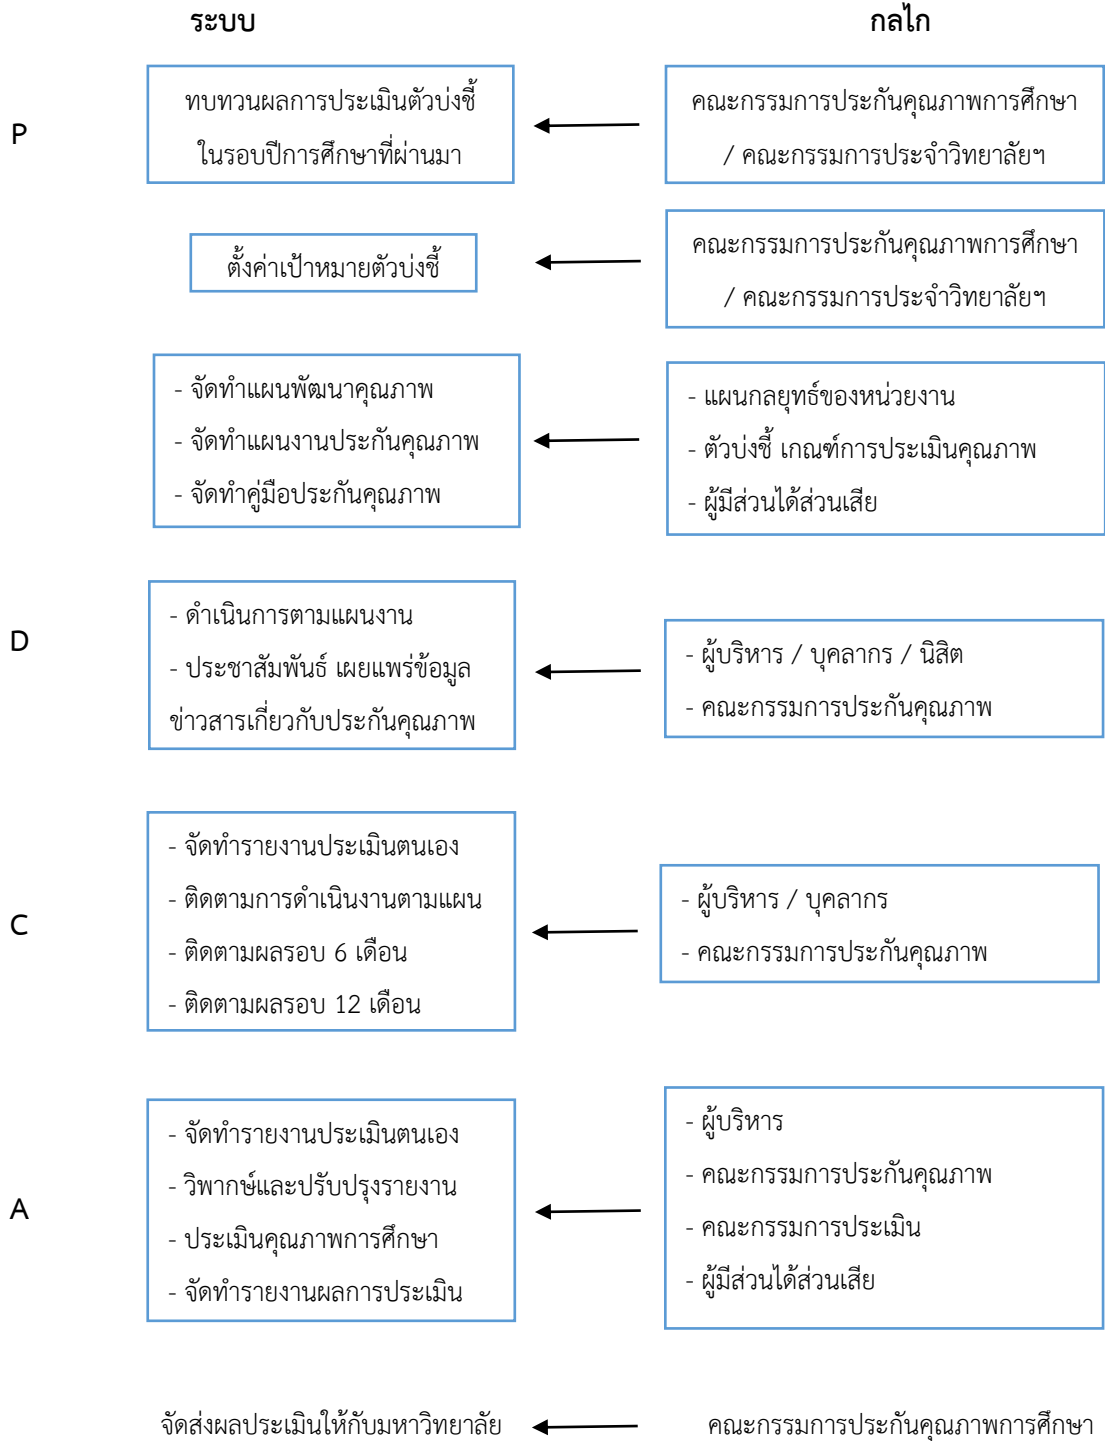 ระบบ
กลไก
P
ทบทวนผลการประเมินตัวบ่งชี้
ในรอบปีการศึกษาที่ผ่านมา
คณะกรรมการประกันคุณภาพการศึกษา
/ คณะกรรมการประจำวิทยาลัยฯ
ตั้งค่าเป้าหมายตัวบ่งชี้
คณะกรรมการประกันคุณภาพการศึกษา
/ คณะกรรมการประจำวิทยาลัยฯ
- จัดทำแผนพัฒนาคุณภาพ
- จัดทำแผนงานประกันคุณภาพ
- จัดทำคู่มือประกันคุณภาพ
- แผนกลยุทธ์ของหน่วยงาน
- ตัวบ่งชี้ เกณฑ์การประเมินคุณภาพ
- ผู้มีส่วนได้ส่วนเสีย
D
- ดำเนินการตามแผนงาน
- ประชาสัมพันธ์ เผยแพร่ข้อมูล
ข่าวสารเกี่ยวกับประกันคุณภาพ
- ผู้บริหาร / บุคลากร / นิสิต
- คณะกรรมการประกันคุณภาพ
C
- จัดทำรายงานประเมินตนเอง
- ติดตามการดำเนินงานตามแผน
- ติดตามผลรอบ 6 เดือน
- ติดตามผลรอบ 12 เดือน
- ผู้บริหาร / บุคลากร
- คณะกรรมการประกันคุณภาพ
A
- จัดทำรายงานประเมินตนเอง
- วิพากษ์และปรับปรุงรายงาน
- ประเมินคุณภาพการศึกษา
- จัดทำรายงานผลการประเมิน
- ผู้บริหาร
- คณะกรรมการประกันคุณภาพ
- คณะกรรมการประเมิน
- ผู้มีส่วนได้ส่วนเสีย
จัดส่งผลประเมินให้กับมหาวิทยาลัย
คณะกรรมการประกันคุณภาพการศึกษา